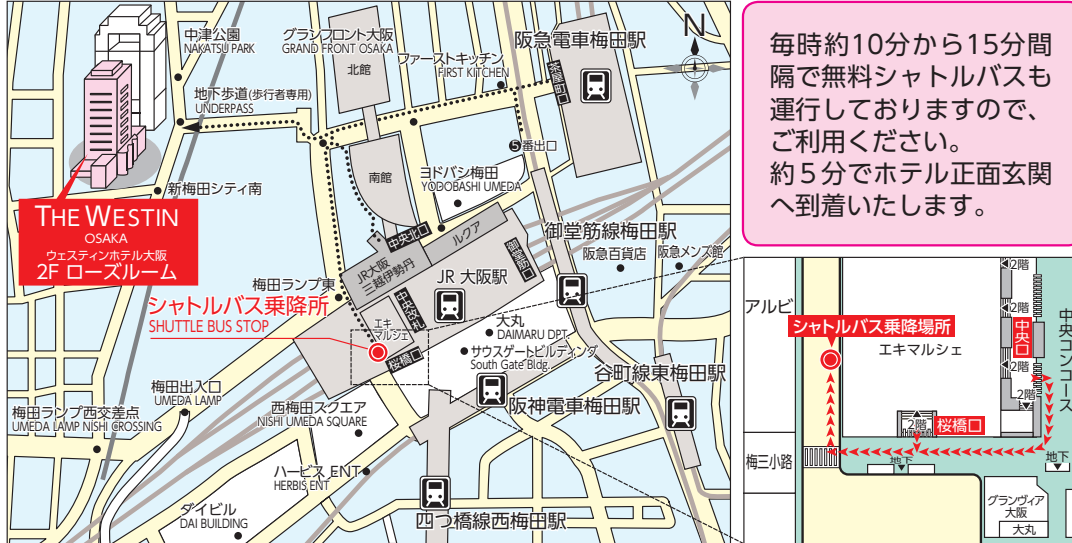 中津公園
NAKATSU PARK
グランフロント大阪
GRAND FRONT OSAKA
北館
ファーストキッチン
FIRST KITCHEN
阪急電車梅田駅
茶屋町口
N
地下歩道(歩行者専用)
UNDERPASS
❺番出口
南館
ヨドバシ梅田
YODOBASHI UMEDA
新梅田シティ南
THE WESTIN
OSAKA
ウェスティンホテル大阪
2F ローズルーム
中央北口
ルクア
御堂筋口
御堂筋線梅田駅
阪急百貨店
阪急メンズ館
JR大阪
三越伊勢丹
JR 大阪駅
梅田ランプ東
シャトルバス乗降所
SHUTTLE BUS STOP
中央改札口
エキ
マルシェ
桜橋口
大丸
DAIMARU DPT.
サウスゲートビルディング
South Gate Bldg.
谷町線東梅田駅
阪神電車梅田駅
梅田出入口
UMEDA LAMP
梅田ランプ西交差点
UMEDA LAMP NISHI CROSSING
西梅田スクエア
NISHI UMEDA SQUARE
ハービス ENT
HERBIS ENT
ダイビル
DAI BUILDING
四つ橋線西梅田駅
毎時約10分から15分間
隔で無料シャトルバスも
運行しておりますので、
ご利用ください。
約５分でホテル正面玄関
へ到着いたします。
アルビ
シャトルバス乗降場所
エキマルシェ
2階
2階
中央口
2階
2階
中央コンコース
2階
桜橋口
梅三小路
地下
地下
グランヴィア
大阪
大丸